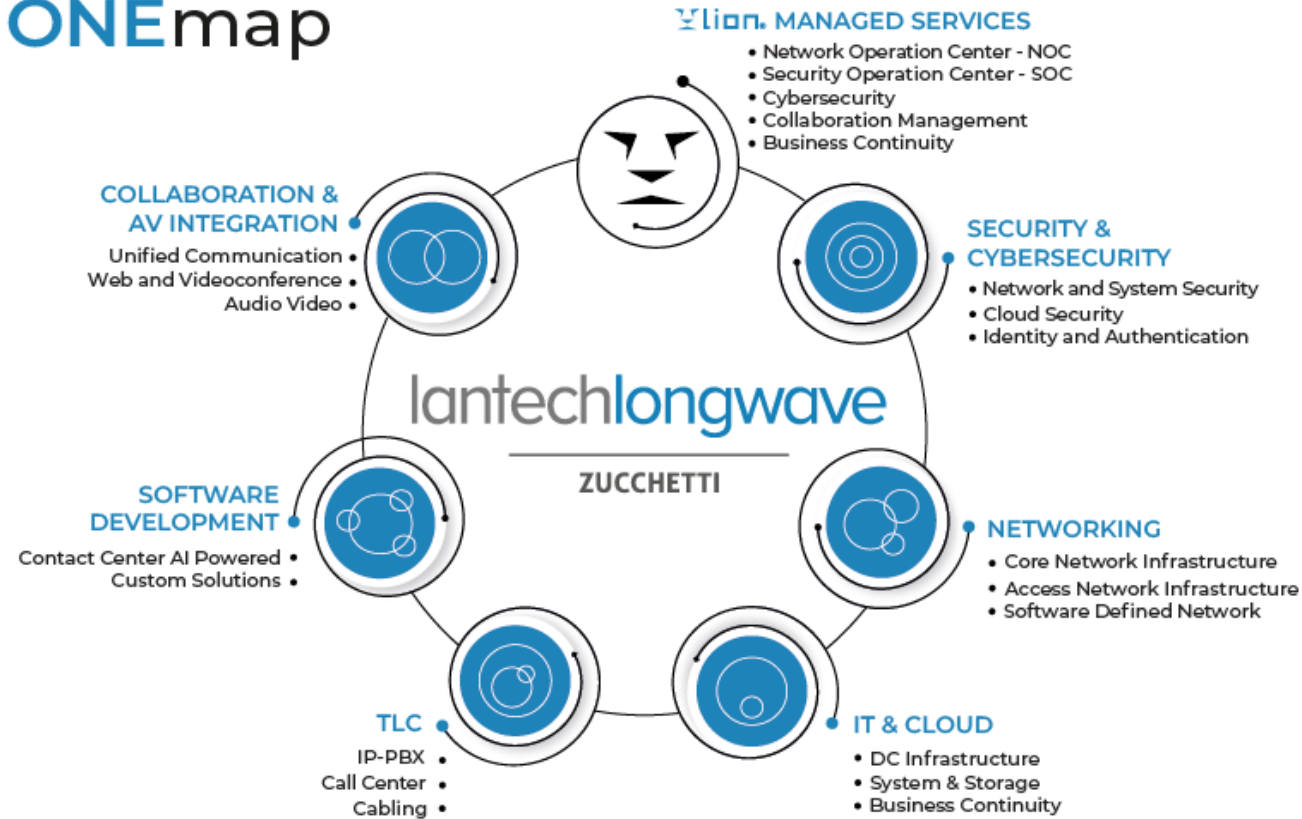 ONEmap
lion. MANAGED SERVICES
• Network Operation Center - NOC
• Security Operation Center - SOC
• Cybersecurity
• Collaboration Management
• Business Continuity
COLLABORATION &
AV INTEGRATION
Unified Communication •
Web and Videoconference •
Audio Video •
SECURITY &
CYBERSECURITY
• Network and System Security
• Cloud Security
• Identity and Authentication
lantechlongwave
ZUCCHETTI
SOFTWARE
DEVELOPMENT
Contact Center AI Powered •
Custom Solutions •
NETWORKING
• Core Network Infrastructure
• Access Network Infrastructure
• Software Defined Network
TLC
IP-PBX •
Call Center •
Cabling •
IT & CLOUD
• DC Infrastructure
• System & Storage
• Business Continuity